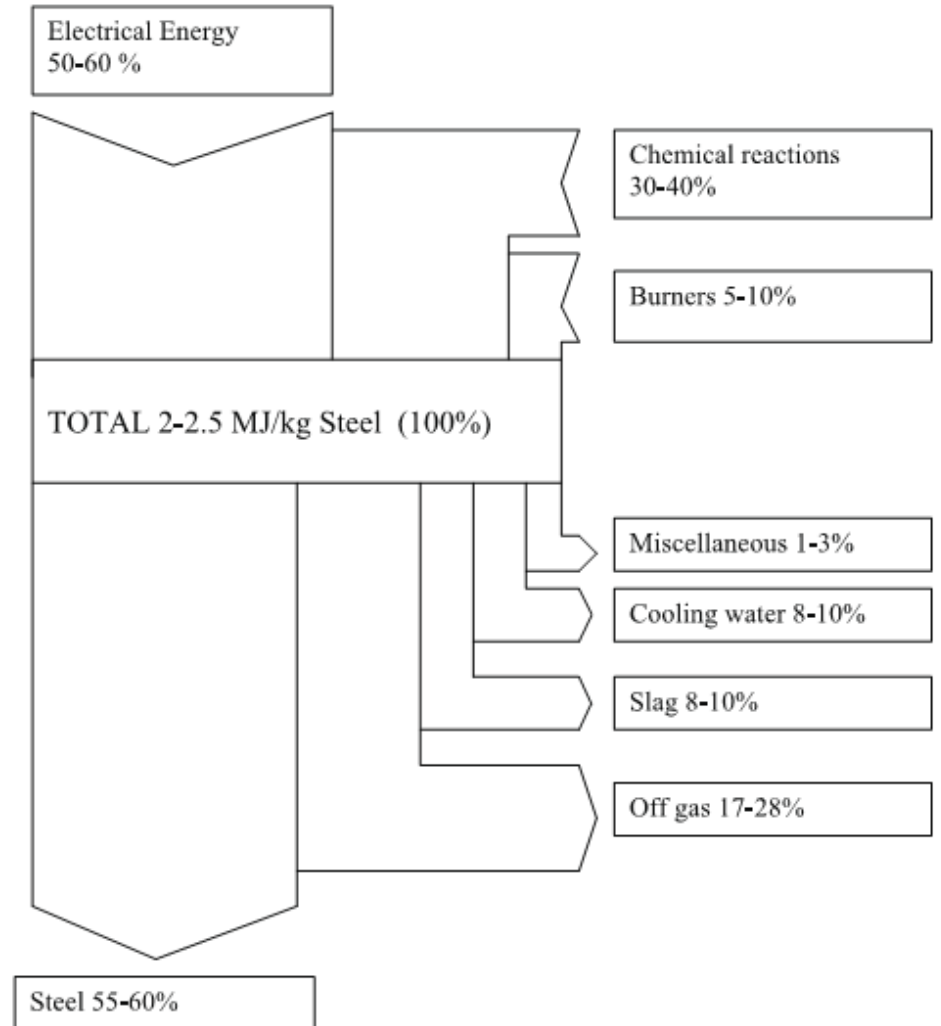 Electrical Energy
50-60 %
Chemical reactions
30-40%
Burners 5-10%
TOTAL 2-2.5 MJ/kg Steel (100%)
Miscellaneous 1-3%
Cooling water 8-10%
Slag 8-10%
Off gas 17-28%
Steel 55-60%